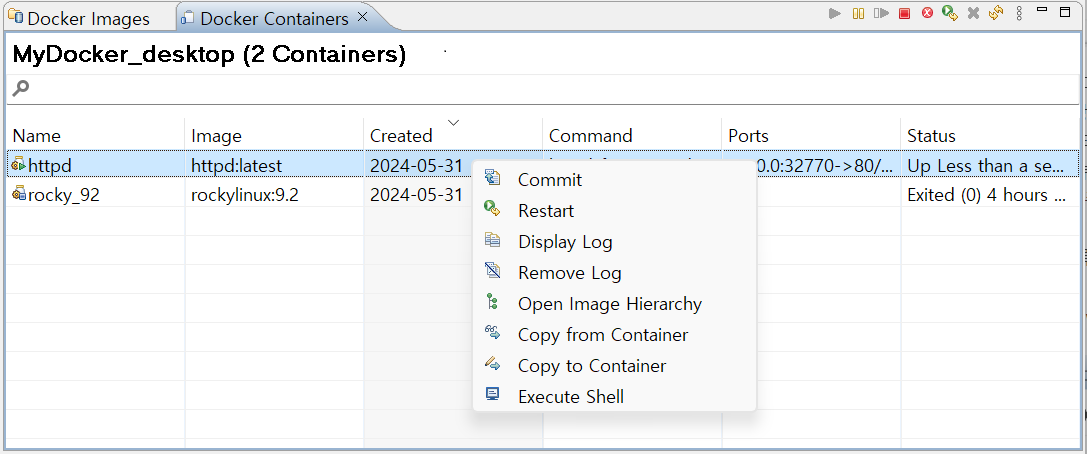 Docker Images
Docker Containers
MyDocker_desktop (2 Containers)
Name Image Created Command Ports Status
httpd httpd:latest 2024-05-31 0.0:32770->80/... Up Less than a se...
rocky_92 rockylinux:9.2 2024-05-31 Exited (0) 4 hours ...
Commit
Restart
Display Log
Remove Log
Open Image Hierarchy
Copy from Container
Copy to Container
Execute Shell